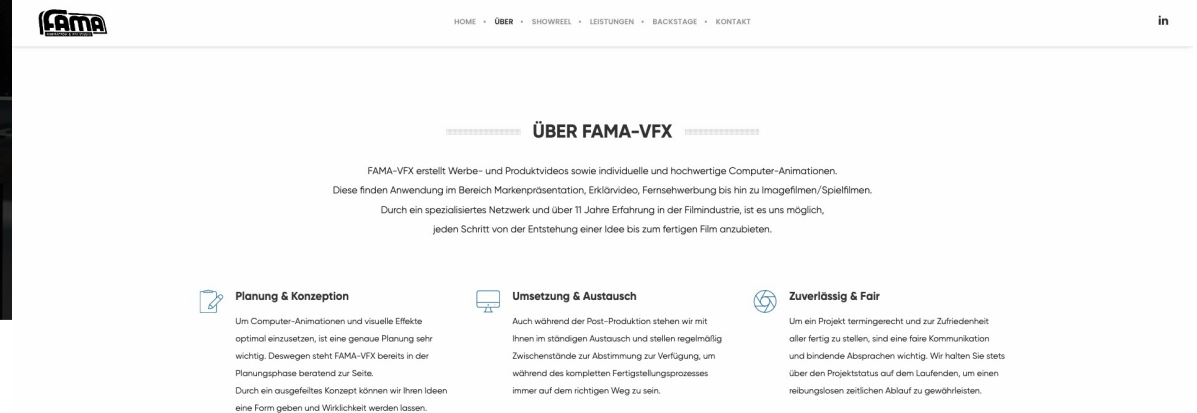 FAMA
HOME • ÜBER • SHOWREEL • LEISTUNGEN • BACKSTAGE • KONTAKT
in
ÜBER FAMA-VFX
FAMA-VFX erstellt Werbe- und Produktvideos sowie individuelle und hochwertige Computer-Animationen.
Diese finden Anwendung im Bereich Markenpräsentation, Erklärvideo, Fernsehwerbung bis hin zu Imagefilmen/Spielfilmen.
Durch ein spezialisiertes Netzwerk und über 11 Jahre Erfahrung in der Filmindustrie, ist es uns möglich,
jeden Schritt von der Entstehung einer Idee bis zum fertigen Film anzubieten.
Planung & Konzeption
Um Computer-Animationen und visuelle Effekte
optimal einzusetzen, ist eine genaue Planung sehr
wichtig. Deswegen steht FAMA-VFX bereits in der
Planungsphase beratend zur Seite.
Durch ein ausgefeiltes Konzept können wir Ihren Ideen
eine Form geben und Wirklichkeit werden lassen.
Umsetzung & Austausch
Auch während der Post-Produktion stehen wir mit
Ihnen im ständigen Austausch und stellen regelmäßig
Zwischenstände zur Abstimmung zur Verfügung, um
während des kompletten Fertigstellungsprozesses
immer auf dem richtigen Weg zu sein.
Zuverlässig & Fair
Um ein Projekt termingerecht und zur Zufriedenheit
aller fertig zu stellen, sind eine faire Kommunikation
und bindende Absprachen wichtig. Wir halten Sie stets
über den Projektstatus auf dem Laufenden, um einen
reibungslosen zeitlichen Ablauf zu gewährleisten.